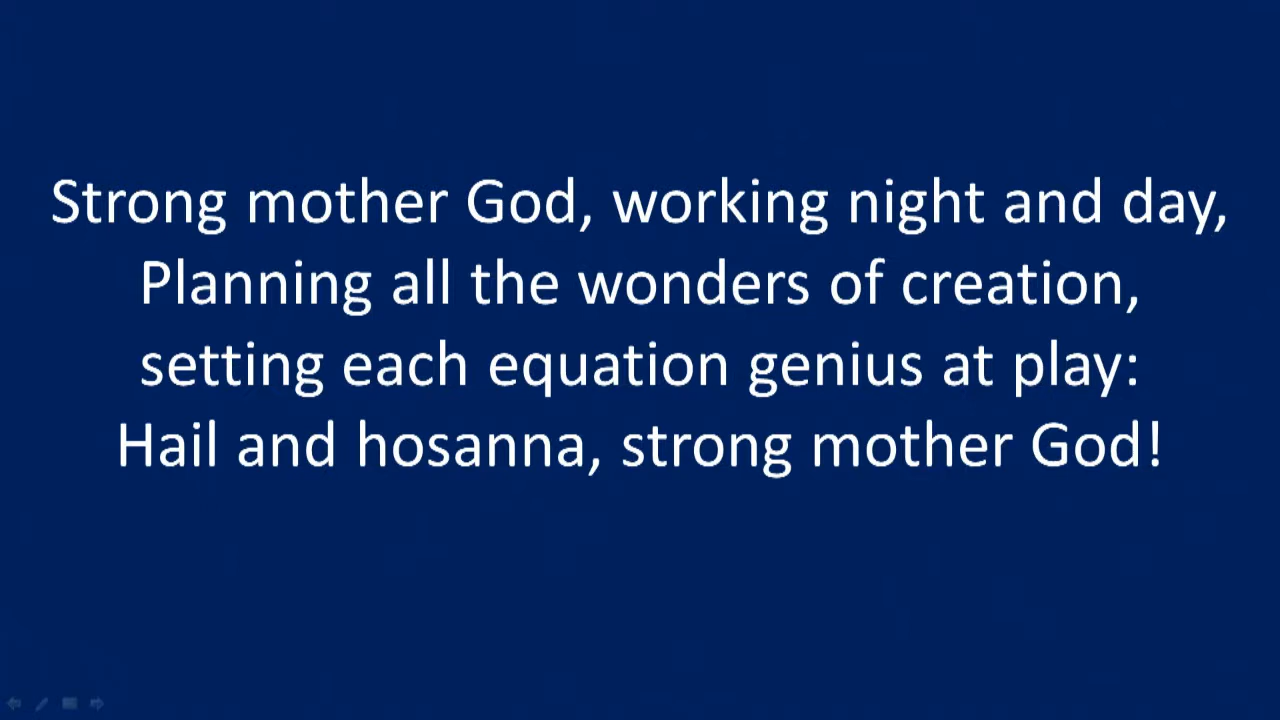 Strong mother God, working night and day,
Planning all the wonders of creation,
setting each equation genius at play:
Hail and hosanna, strong mother God!